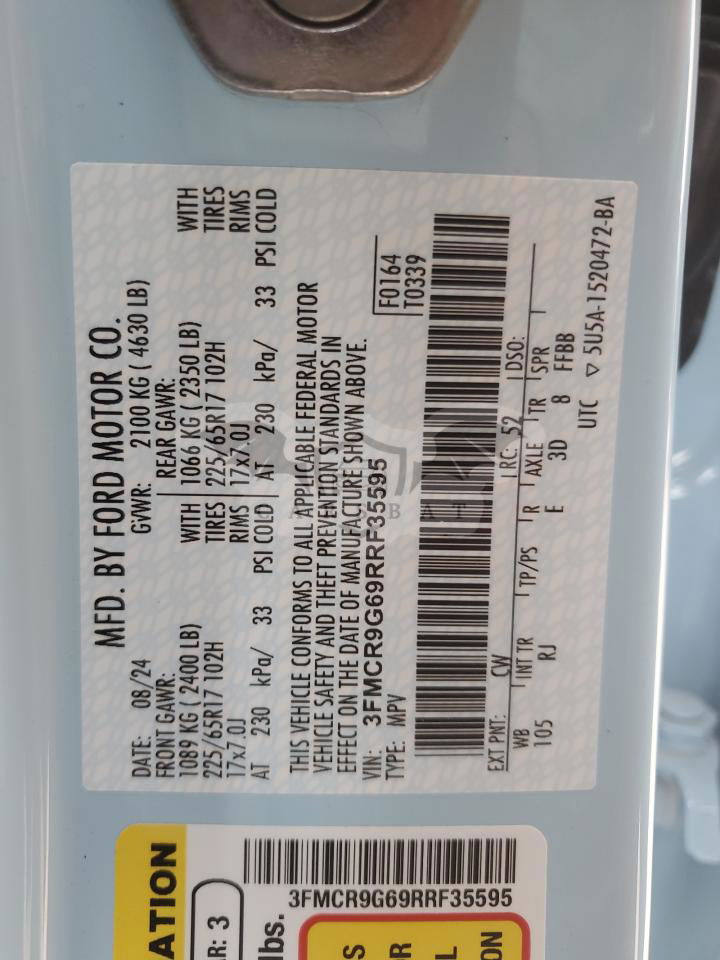 MFD. BY FORD MOTOR CO.
DATE: 08/24 GVWR: 2100 KG ( 4630 LB)
FRONT GAWR: REAR GAWR:
1089 KG ( 2400 LB) WITH 1066 KG ( 2350 LB) WITH
225/65R17 102H TIRES 225/65R17 102H TIRES
17x7.0J RIMS 17x7.0J RIMS
AT 230 kPa/ 33 PSI COLD AT 230 kPa/ 33 PSI COLD
THIS VEHICLE CONFORMS TO ALL APPLICABLE FEDERAL MOTOR
VEHICLE SAFETY AND THEFT PREVENTION STANDARDS IN
EFFECT ON THE DATE OF MANUFACTURE SHOWN ABOVE.
VIN: 3FMCR9G69RRF35595 F0164
TYPE: MPV T0339
EXT PNT: CW RC: 52 DSO:
WB INT TR TP/PS R AXLE TR SPR
105 RJ E 3D 8 FFBB
UTC ▽ 5U5A-1520472-BA
ATION
R: 3
lbs.
3FMCR9G69RRF35595
S
OR
L
ON